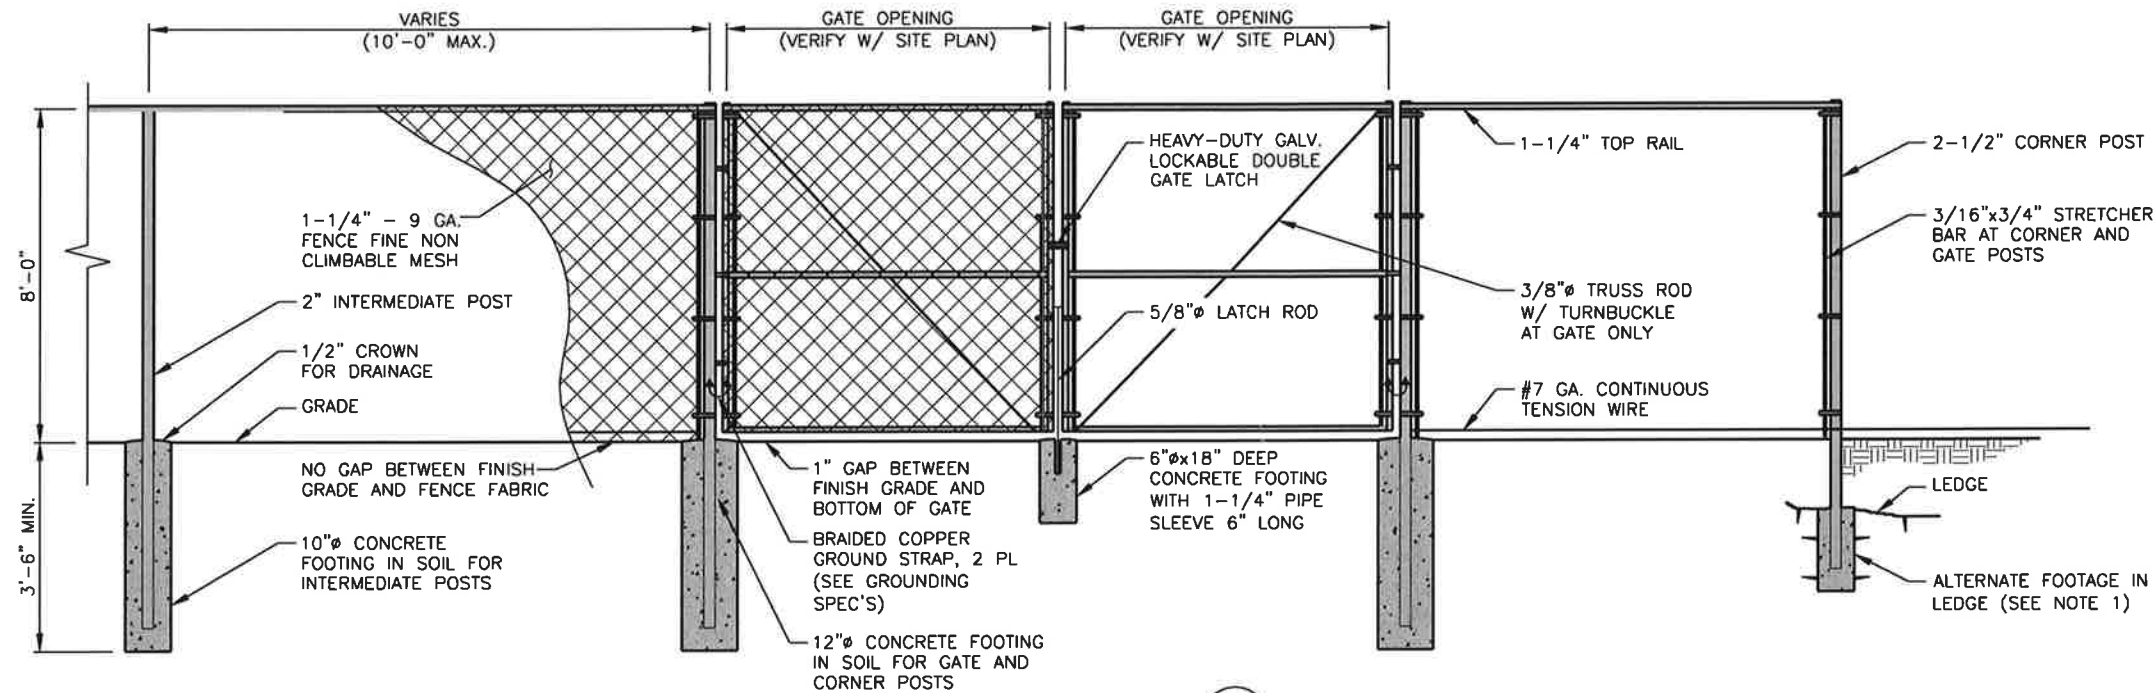 VARIES
(10'-0" MAX.)
GATE OPENING
(VERIFY W/ SITE PLAN)
GATE OPENING
(VERIFY W/ SITE PLAN)
8'-0"
3'-6" MIN.
1-1/4" - 9 GA.
FENCE FINE NON
CLIMBABLE MESH
2" INTERMEDIATE POST
1/2" CROWN
FOR DRAINAGE
GRADE
NO GAP BETWEEN FINISH
GRADE AND FENCE FABRIC
10"ø CONCRETE
FOOTING IN SOIL FOR
INTERMEDIATE POSTS
HEAVY-DUTY GALV.
LOCKABLE DOUBLE
GATE LATCH
5/8"ø LATCH ROD
1" GAP BETWEEN
FINISH GRADE AND
BOTTOM OF GATE
BRAIDED COPPER
GROUND STRAP, 2 PL
(SEE GROUNDING
SPEC'S)
12"ø CONCRETE FOOTING
IN SOIL FOR GATE AND
CORNER POSTS
6"øx18" DEEP
CONCRETE FOOTING
WITH 1-1/4" PIPE
SLEEVE 6" LONG
1-1/4" TOP RAIL
3/8"ø TRUSS ROD
W/ TURNBUCKLE
AT GATE ONLY
#7 GA. CONTINUOUS
TENSION WIRE
2-1/2" CORNER POST
3/16"x3/4" STRETCHER
BAR AT CORNER AND
GATE POSTS
LEDGE
ALTERNATE FOOTAGE IN
LEDGE (SEE NOTE 1)